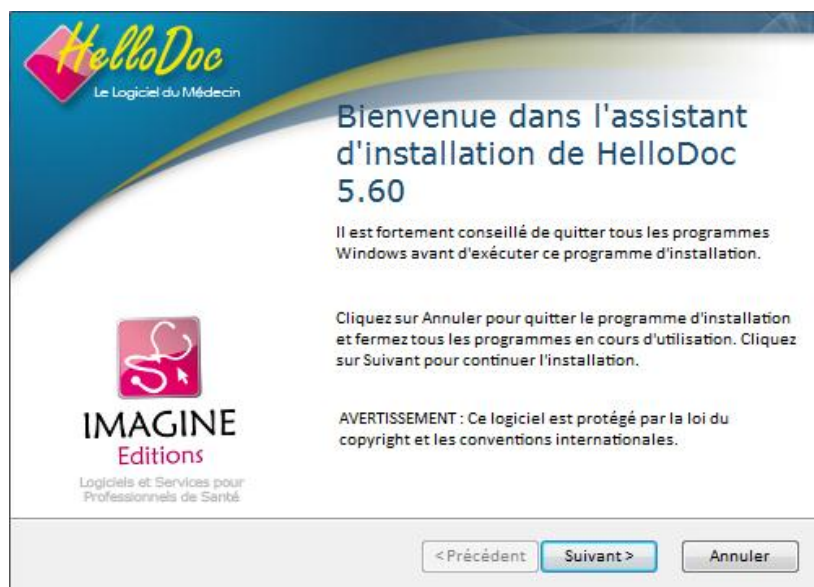 HelloDoc
Le Logiciel du Médecin
Bienvenue dans l'assistant
d'installation de HelloDoc
5.60
Il est fortement conseillé de quitter tous les programmes
Windows avant d'exécuter ce programme d'installation.
Cliquez sur Annuler pour quitter le programme d'installation
et fermez tous les programmes en cours d'utilisation. Cliquez
sur Suivant pour continuer l'installation.
AVERTISSEMENT : Ce logiciel est protégé par la loi du
copyright et les conventions internationales.
IMAGINE
Editions
Logiciels et Services pour
Professionnels de Santé
< Précédent
Suivant >
Annuler